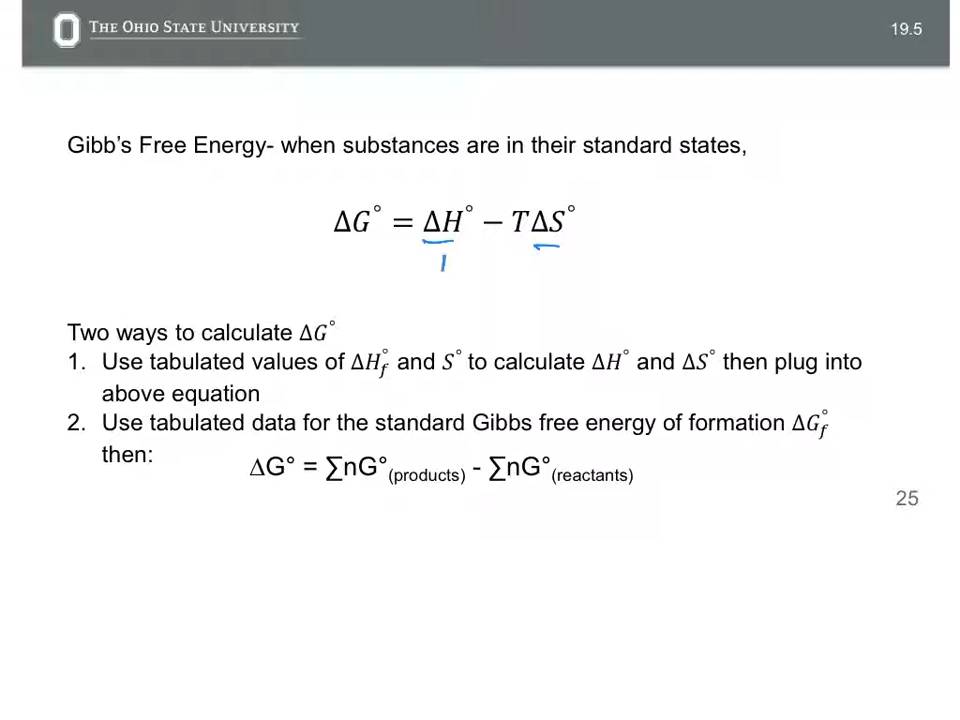 THE OHIO STATE UNIVERSITY
19.5
Gibb's Free Energy- when substances are in their standard states,
ΔG° = ΔH° − TΔS°
Two ways to calculate ΔG°
1. Use tabulated values of ΔH°f and S° to calculate ΔH° and ΔS° then plug into
above equation
2. Use tabulated data for the standard Gibbs free energy of formation ΔG°f
then:
ΔG° = ∑nG°(products) - ∑nG°(reactants)
25